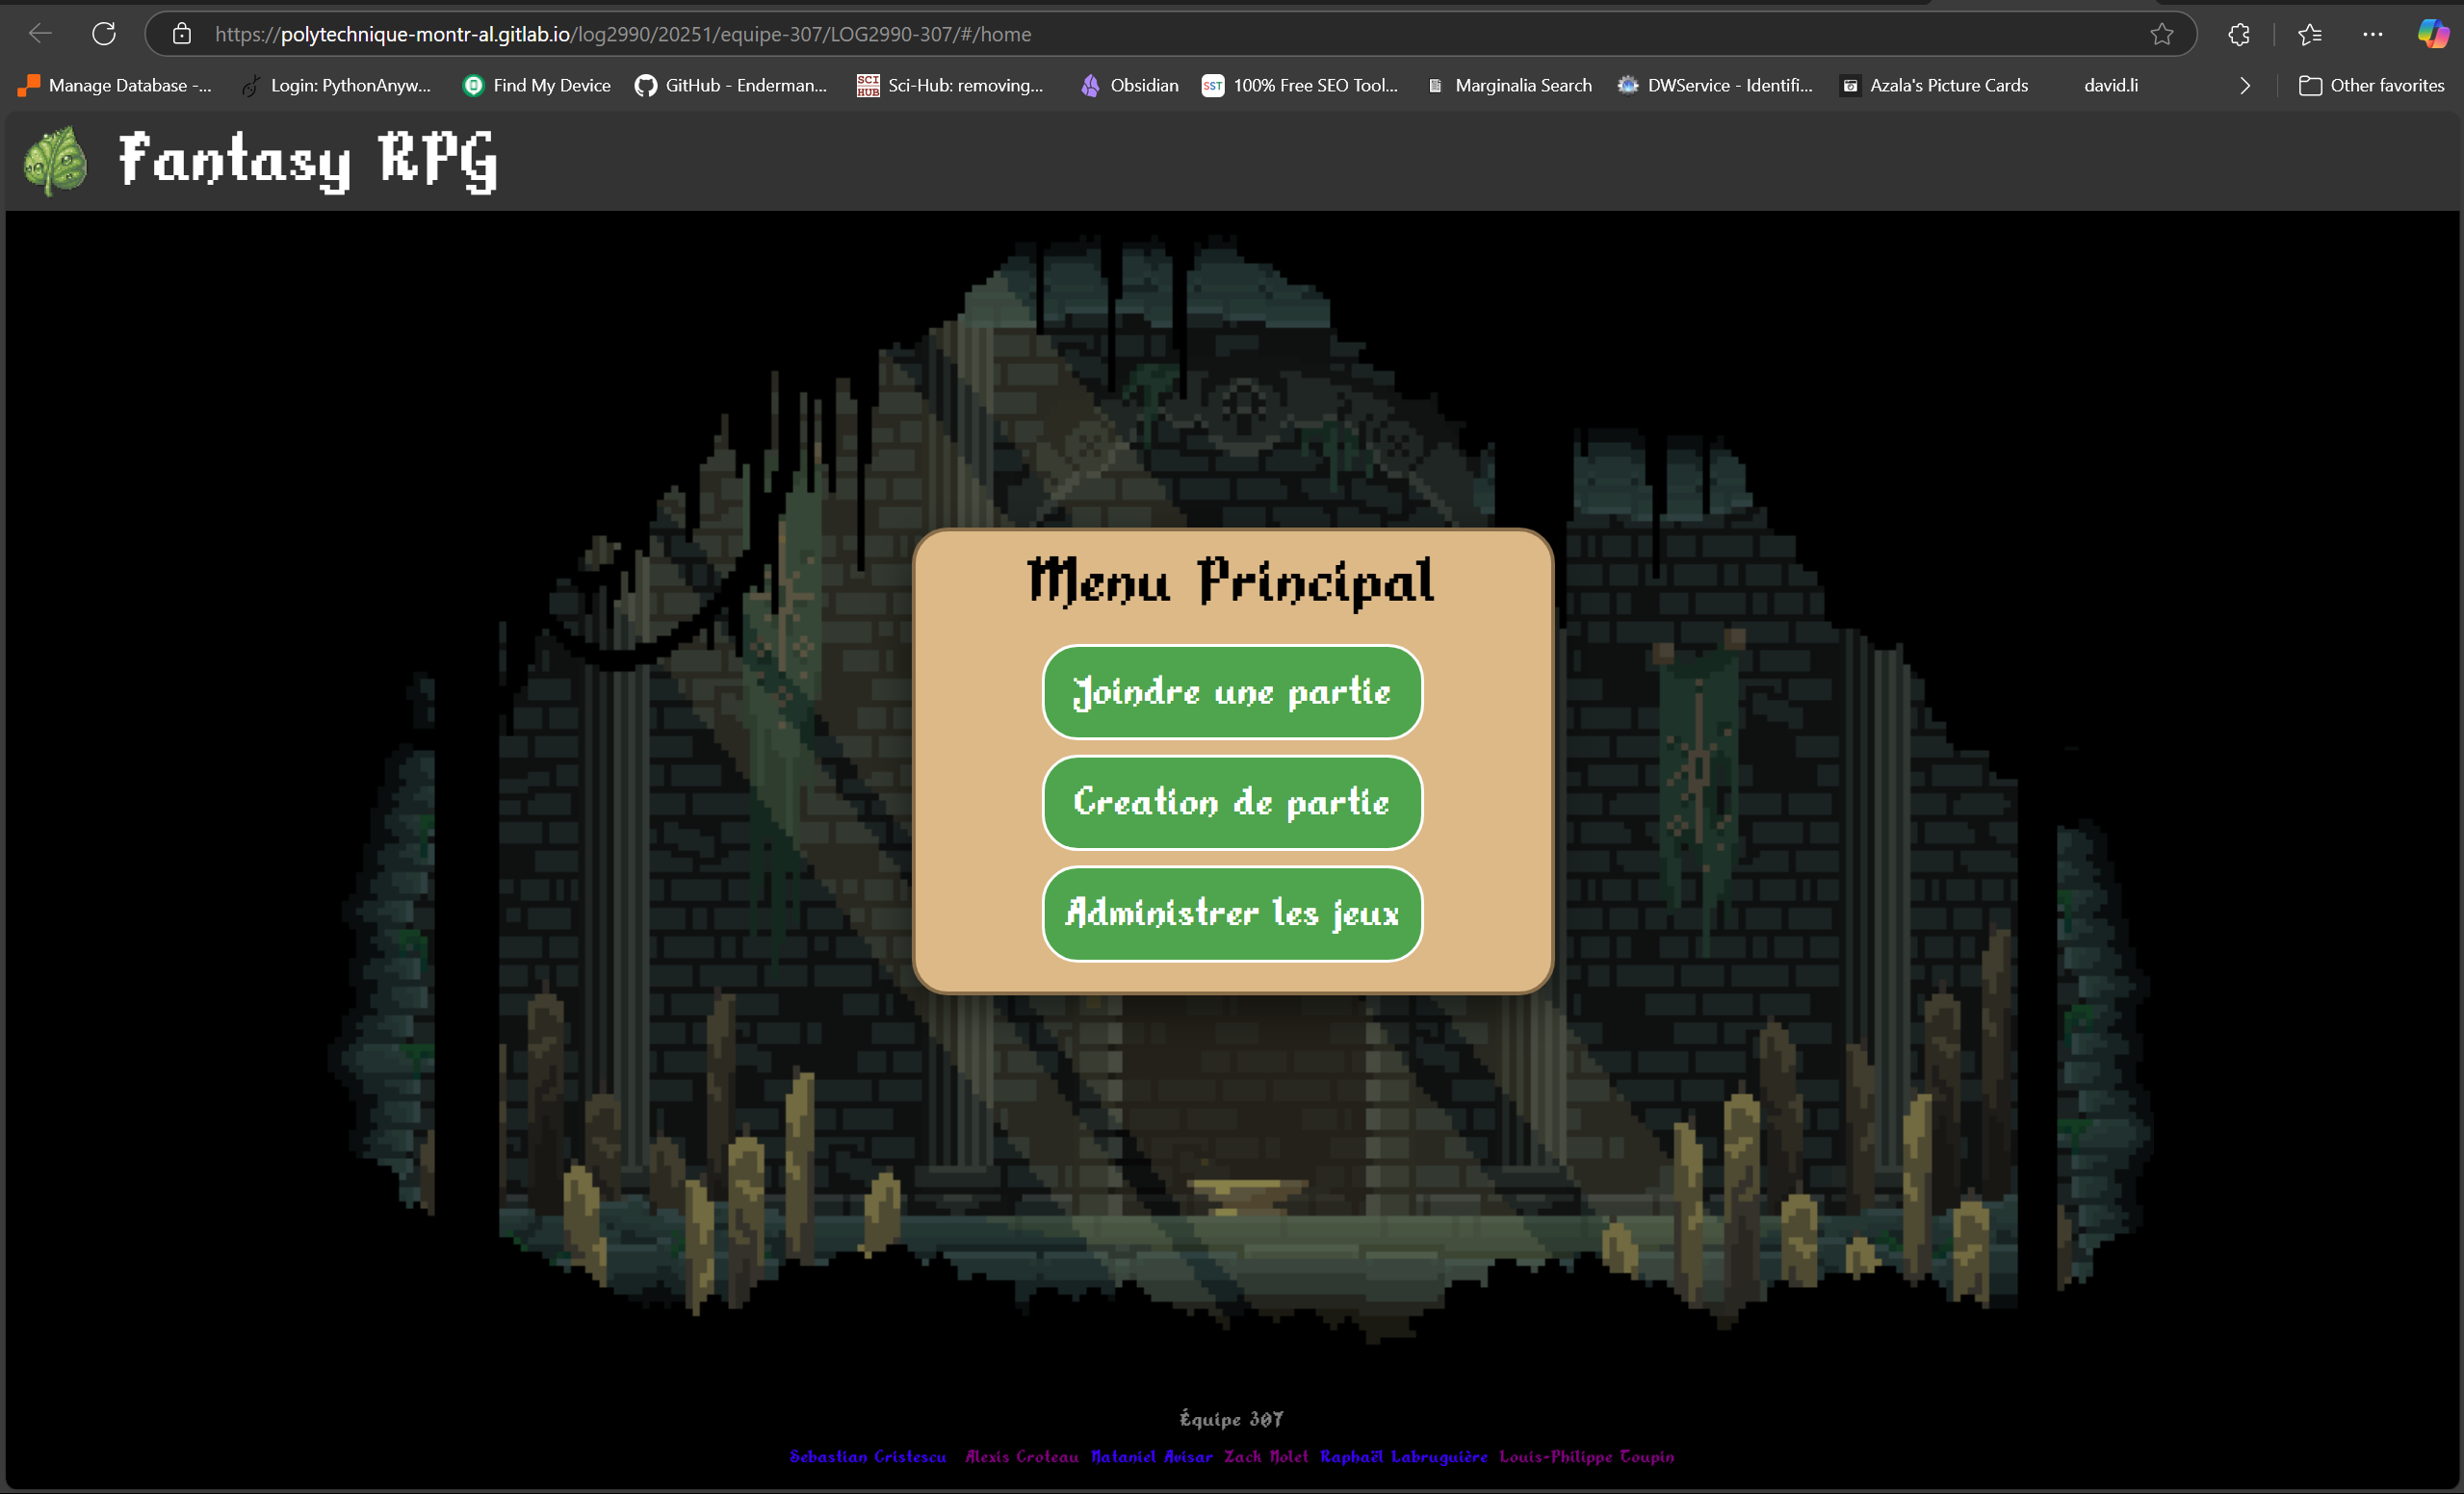 https://polytechnique-montr-al.gitlab.io/log2990/20251/equipe-307/LOG2990-307/#/home
Manage Database -... Login: PythonAnyw... Find My Device GitHub - Enderman... SCI HUB Sci-Hub: removing... Obsidian SST 100% Free SEO Tool... Marginalia Search DWService - Identifi... Azala's Picture Cards david.li Other favorites
Fantasy RPG
Menu Principal
Joindre une partie
Creation de partie
Administrer les jeux
Équipe 307
Sebastian Cristescu Alexis Croteau Nataniel Avisar Zack Nolet Raphaël Labruguière Louis-Philippe Toupin